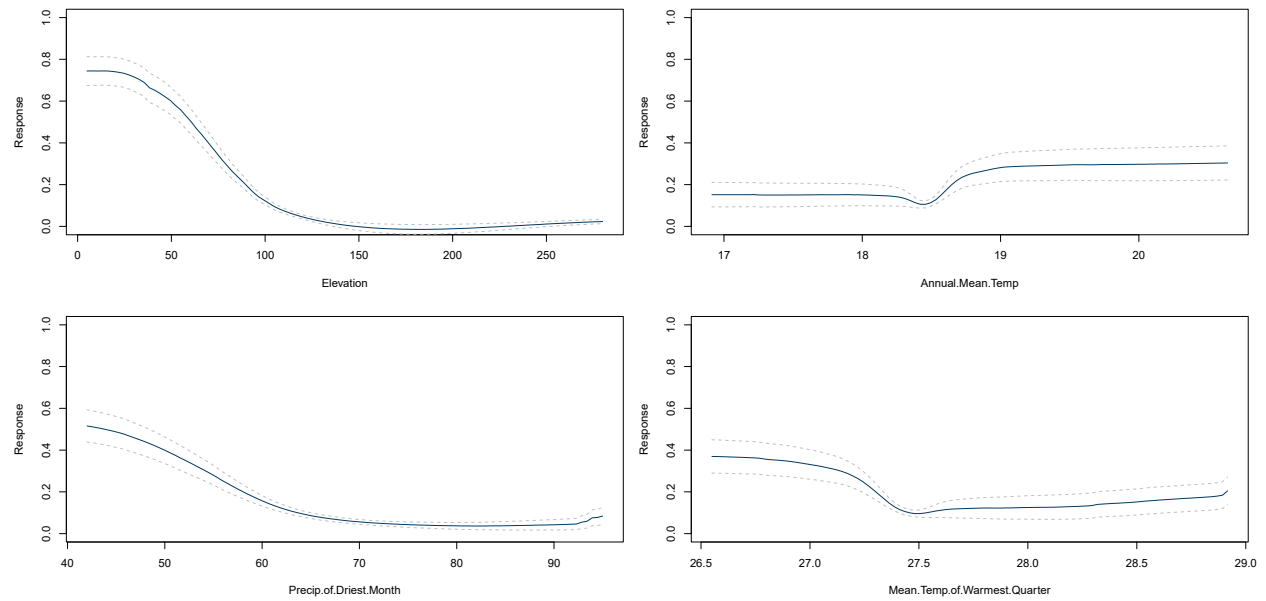 Response
1.0
0.8
0.6
0.4
0.2
0.0
0 50 100 150 200 250
Elevation
Response
1.0
0.8
0.6
0.4
0.2
0.0
17 18 19 20
Annual.Mean.Temp
Response
1.0
0.8
0.6
0.4
0.2
0.0
40 50 60 70 80 90
Precip.of.Driest.Month
Response
1.0
0.8
0.6
0.4
0.2
0.0
26.5 27.0 27.5 28.0 28.5 29.0
Mean.Temp.of.Warmest.Quarter